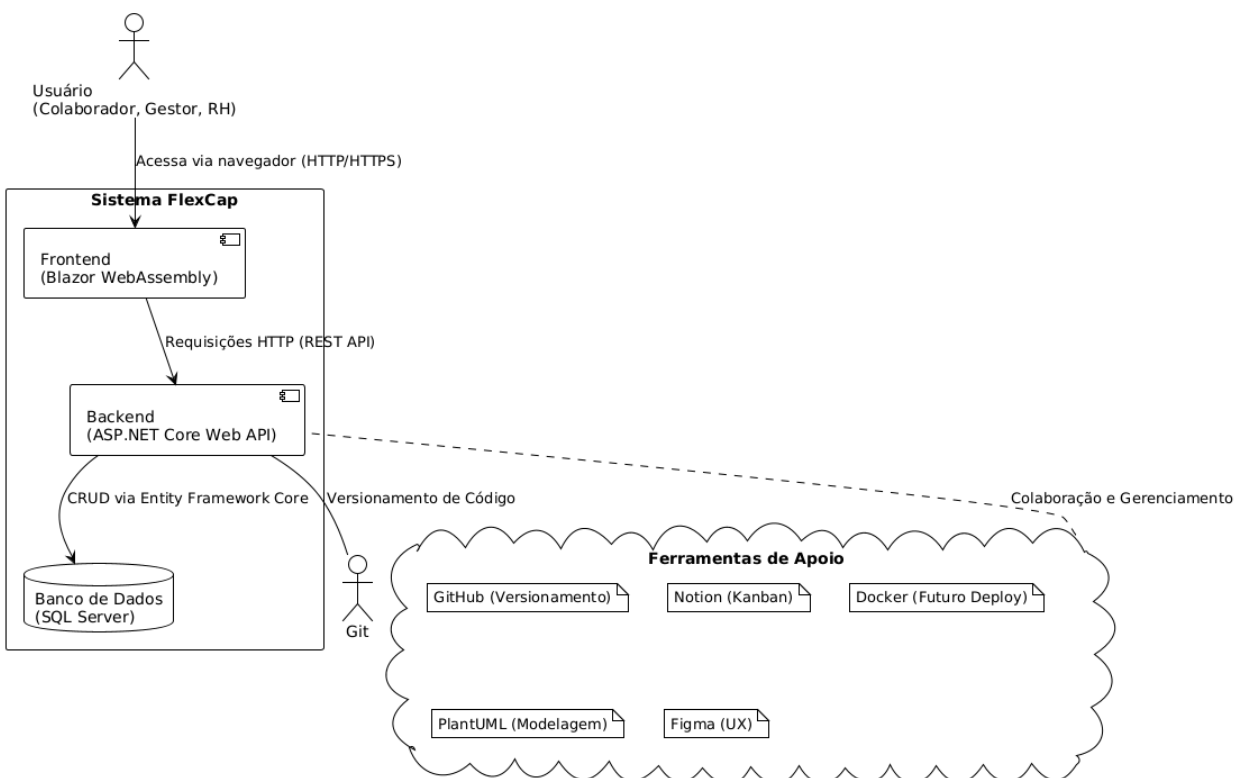 Usuário
(Colaborador, Gestor, RH)
Acessa via navegador (HTTP/HTTPS)
Sistema FlexCap
Frontend
(Blazor WebAssembly)
Requisições HTTP (REST API)
Backend
(ASP.NET Core Web API)
CRUD via Entity Framework Core
Versionamento de Código
Colaboração e Gerenciamento
Banco de Dados
(SQL Server)
Git
Ferramentas de Apoio
GitHub (Versionamento)
Notion (Kanban)
Docker (Futuro Deploy)
PlantUML (Modelagem)
Figma (UX)